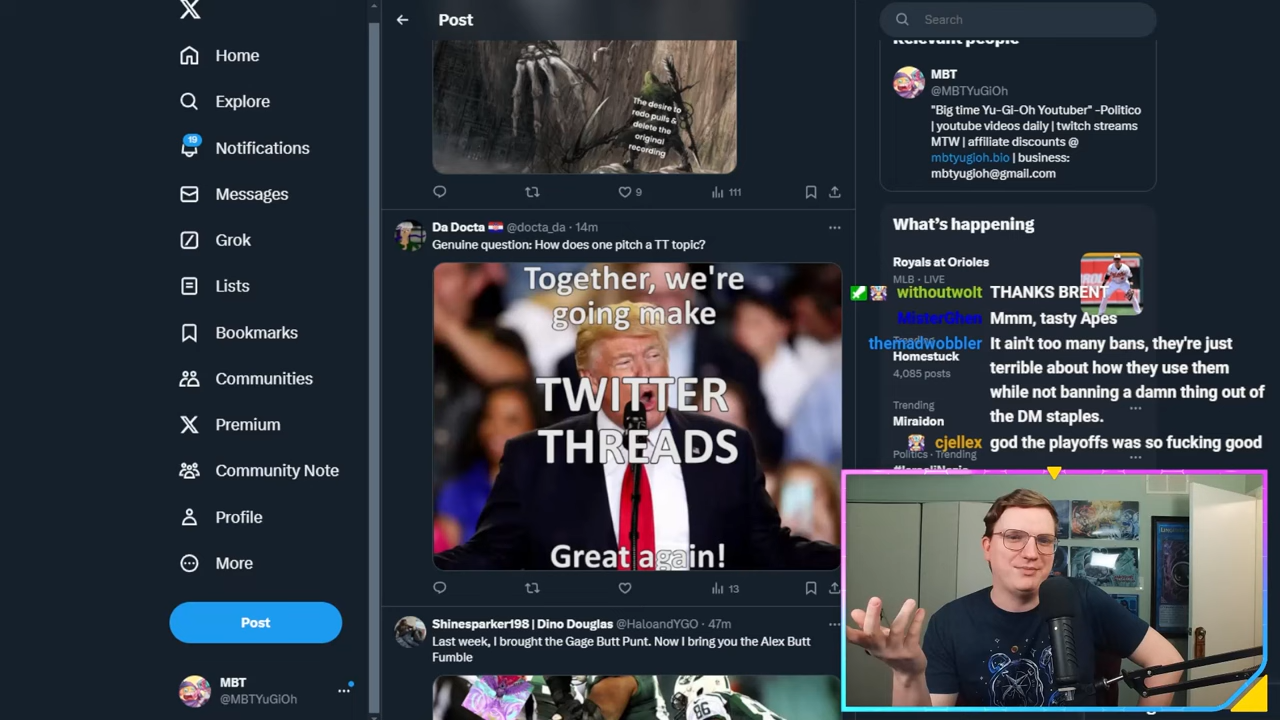 Home
Explore
19
Notifications
Messages
Grok
Lists
Bookmarks
Communities
Premium
Community Note
Profile
More
Post
MBT
@MBTYuGiOh
Post
The desire to
redo pulls &
delete the
original
recording
9
111
Da Docta @docta_da · 14m
Genuine question: How does one pitch a TT topic?
Together, we're
going make
TWITTER
THREADS
Great again!
13
Shinesparker198 | Dino Douglas @HaloandYGO · 47m
Last week, I brought the Gage Butt Punt. Now I bring you the Alex Butt
Fumble
86
Search
Relevant people
MBT
@MBTYuGiOh
"Big time Yu-Gi-Oh Youtuber" –Politico
| youtube videos daily | twitch streams
MTW | affiliate discounts @
mbtyugioh.bio | business:
mbtyugioh@gmail.com
What's happening
Royals at Orioles
MLB · LIVE
withoutwolt THANKS BRENT
MisterGhen Mmm, tasty Apes
themadwobbler It ain't too many bans, they're just
terrible about how they use them
while not banning a damn thing out of
the DM staples.
Homestuck
4,085 posts
Trending
Miraidon
cjellex god the playoffs was so fucking good
Politics · Trending